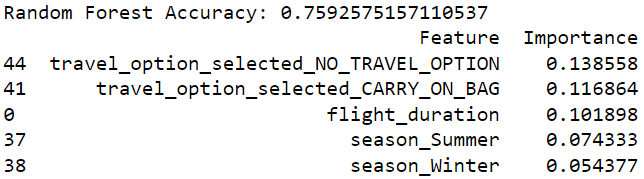 Random Forest Accuracy: 0.7592575157110537
Feature Importance
44 travel_option_selected_NO_TRAVEL_OPTION 0.138558
41 travel_option_selected_CARRY_ON_BAG 0.116864
0 flight_duration 0.101898
37 season_Summer 0.074333
38 season_Winter 0.054377